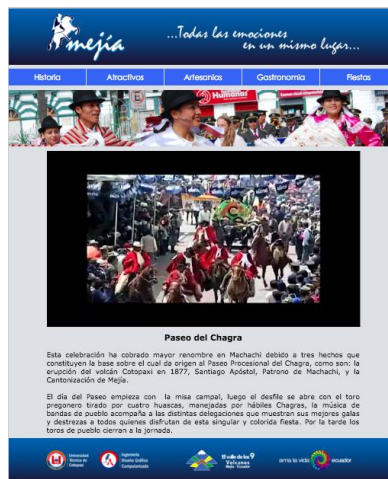 mejía
...Todas las emociones
en un mismo lugar...
Historia Atractivos Artesanias Gastronomia Fiestas
Humana
Paseo del Chagra
Esta celebración ha cobrado mayor renombre en Machachi debido a tres hechos que
constituyen la base sobre el cual da origen al Paseo Procesional del Chagra, como son: la
erupción del volcán Cotopaxi en 1877, Santiago Apóstol, Patrono de Machachi, y la
Cantonización de Mejía.
El día del Paseo empieza con la misa campal, luego el desfile se abre con el toro
pregonero tirado por cuatro huascas, manejadas por hábiles Chagras, la música de
bandas de pueblo acompaña a las distintas delegaciones que muestran sus mejores galas
y destrezas a todos quienes disfrutan de esta singular y colorida fiesta. Por la tarde los
toros de pueblo cierran a la jornada.
Universidad
Técnica de
Cotopaxi
Ingeniería
Diseño Gráfico
Computarizado
El valle de los 9
Volcanes
Mejía - Ecuador
ama la vida ecuador